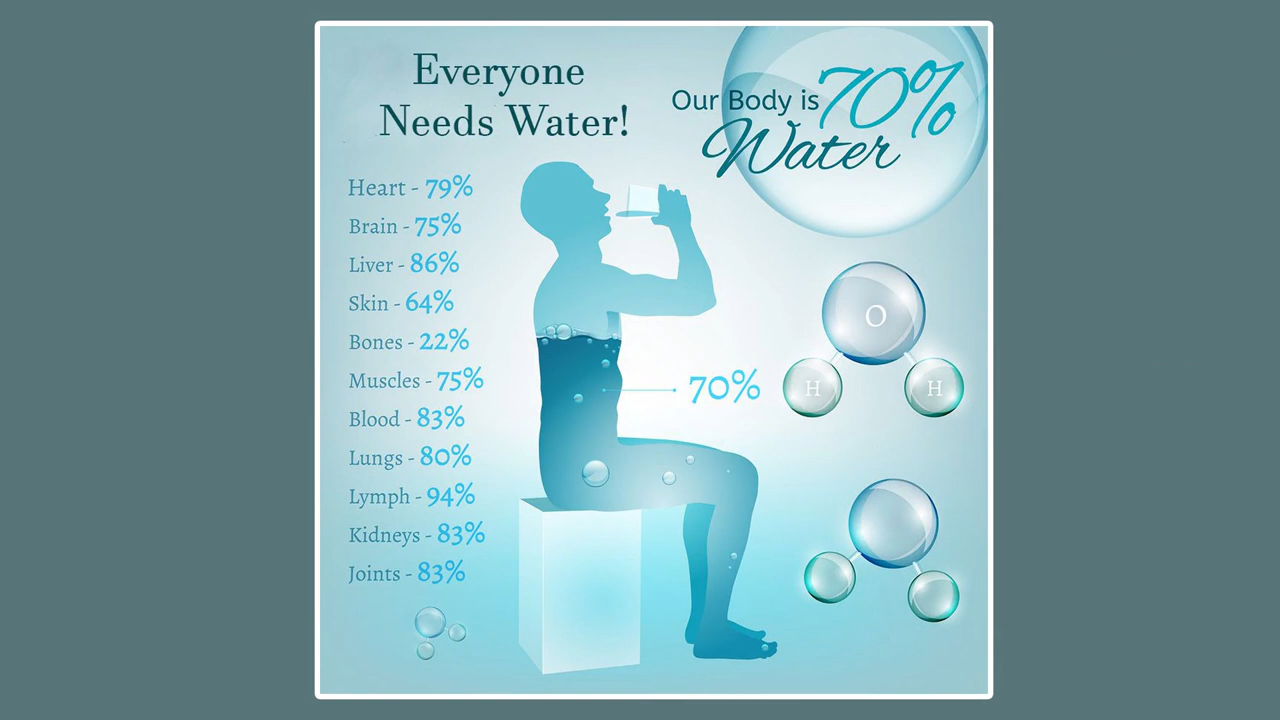 Everyone
Needs Water!
Our Body is 70%
Water
Heart - 79%
Brain - 75%
Liver - 86%
Skin - 64%
Bones - 22%
Muscles - 75%
Blood - 83%
Lungs - 80%
Lymph - 94%
Kidneys - 83%
Joints - 83%
70%
O
H H